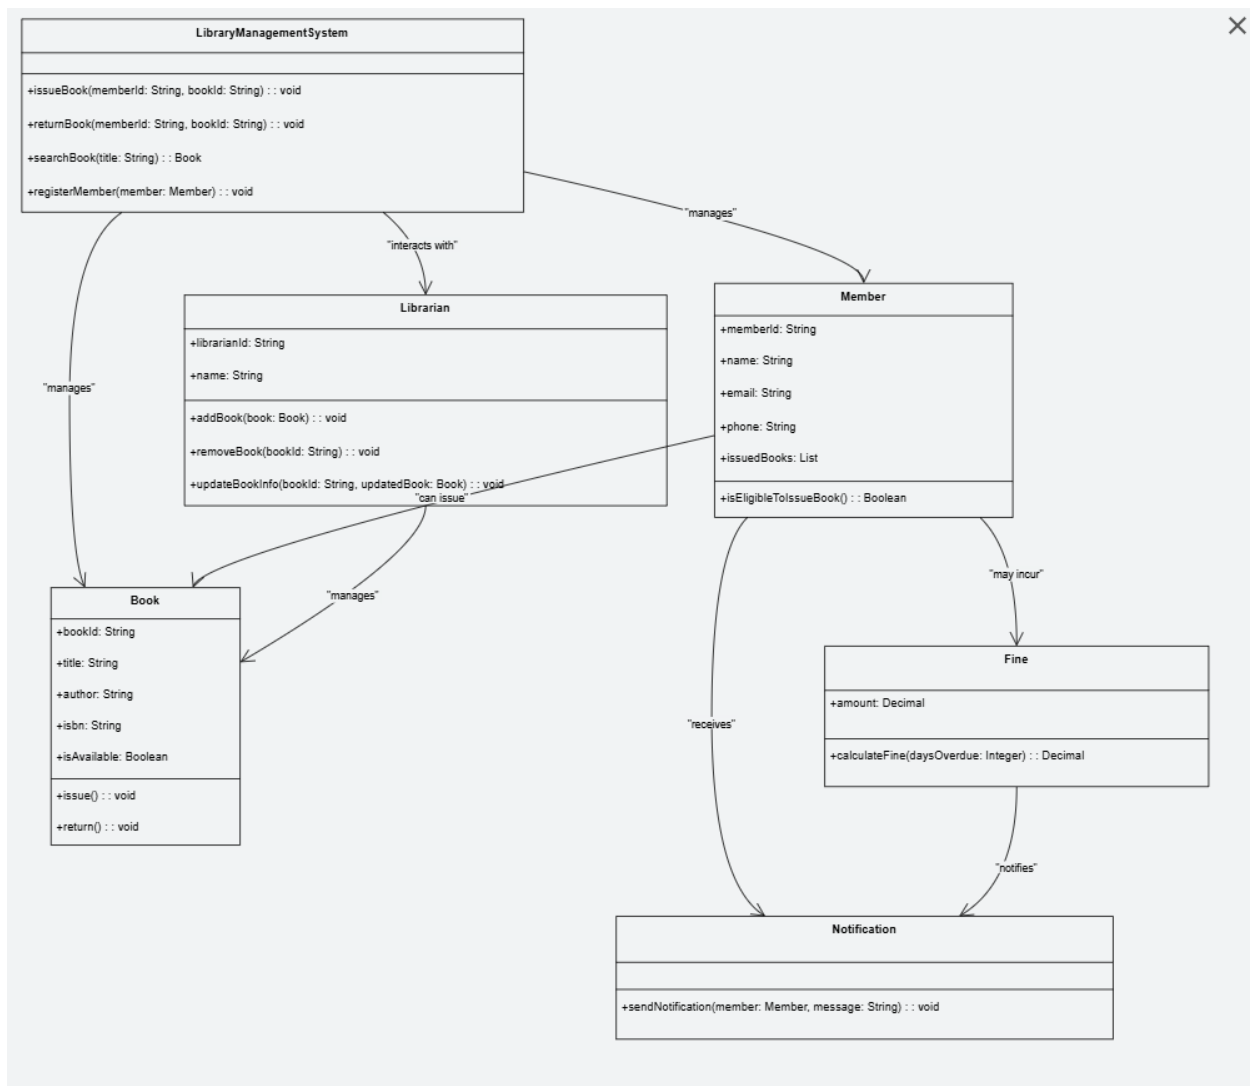 LibraryManagementSystem
+issueBook(memberId: String, bookId: String) : : void
+returnBook(memberId: String, bookId: String) : : void
+searchBook(title: String) : : Book
+registerMember(member: Member) : : void
"manages"
"interacts with"
"manages"
Librarian
+librarianId: String
+name: String
+addBook(book: Book) : : void
+removeBook(bookId: String) : : void
+updateBookInfo(bookId: String, updatedBook: Book) : : void
Member
+memberId: String
+name: String
+email: String
+phone: String
+issuedBooks: List
+isEligibleToIssueBook() : : Boolean
"can issue"
"manages"
"may incur"
Book
+bookId: String
+title: String
+author: String
+isbn: String
+isAvailable: Boolean
+issue() : : void
+return() : : void
"receives"
Fine
+amount: Decimal
+calculateFine(daysOverdue: Integer) : : Decimal
"notifies"
Notification
+sendNotification(member: Member, message: String) : : void